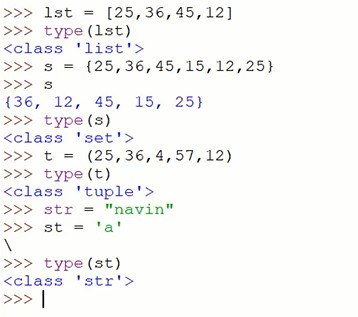 >>> lst = [25,36,45,12]
>>> type(lst)
<class 'list'>
>>> s = {25,36,45,15,12,25}
>>> s
{36, 12, 45, 15, 25}
>>> type(s)
<class 'set'>
>>> t = (25,36,4,57,12)
>>> type(t)
<class 'tuple'>
>>> str = "navin"
>>> st = 'a'
\
>>> type(st)
<class 'str'>
>>>